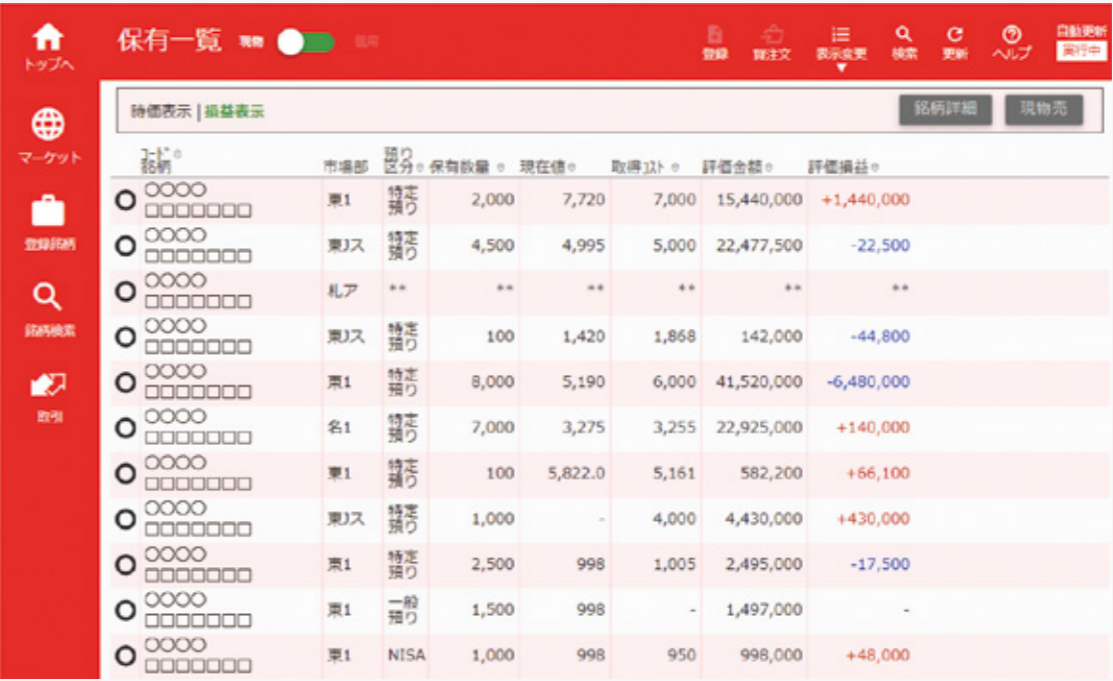 トップへ
マーケット
登録銘柄
銘柄検索
取引
保有一覧 現物 信用
登録 買注文 表示変更▼ 検索 更新 ヘルプ 自動更新 実行中
時価表示 | 損益表示 銘柄詳細 現物売
コード 銘柄 市場部 預り区分 保有数量 現在値 取得コスト 評価金額 評価損益
○○○○
□□□□□□□ 東1 特定預り 2,000 7,720 7,000 15,440,000 +1,440,000
○○○○
□□□□□□□ 東Jス 特定預り 4,500 4,995 5,000 22,477,500 -22,500
○○○○
□□□□□□□ 札ア ** ** ** ** ** **
○○○○
□□□□□□□ 東Jス 特定預り 100 1,420 1,868 142,000 -44,800
○○○○
□□□□□□□ 東1 特定預り 8,000 5,190 6,000 41,520,000 -6,480,000
○○○○
□□□□□□□ 名1 特定預り 7,000 3,275 3,255 22,925,000 +140,000
○○○○
□□□□□□□ 東1 特定預り 100 5,822.0 5,161 582,200 +66,100
○○○○
□□□□□□□ 東Jス 特定預り 1,000 - 4,000 4,430,000 +430,000
○○○○
□□□□□□□ 東1 特定預り 2,500 998 1,005 2,495,000 -17,500
○○○○
□□□□□□□ 東1 一般預り 1,500 998 - 1,497,000 -
○○○○
□□□□□□□ 東1 NISA 1,000 998 950 998,000 +48,000